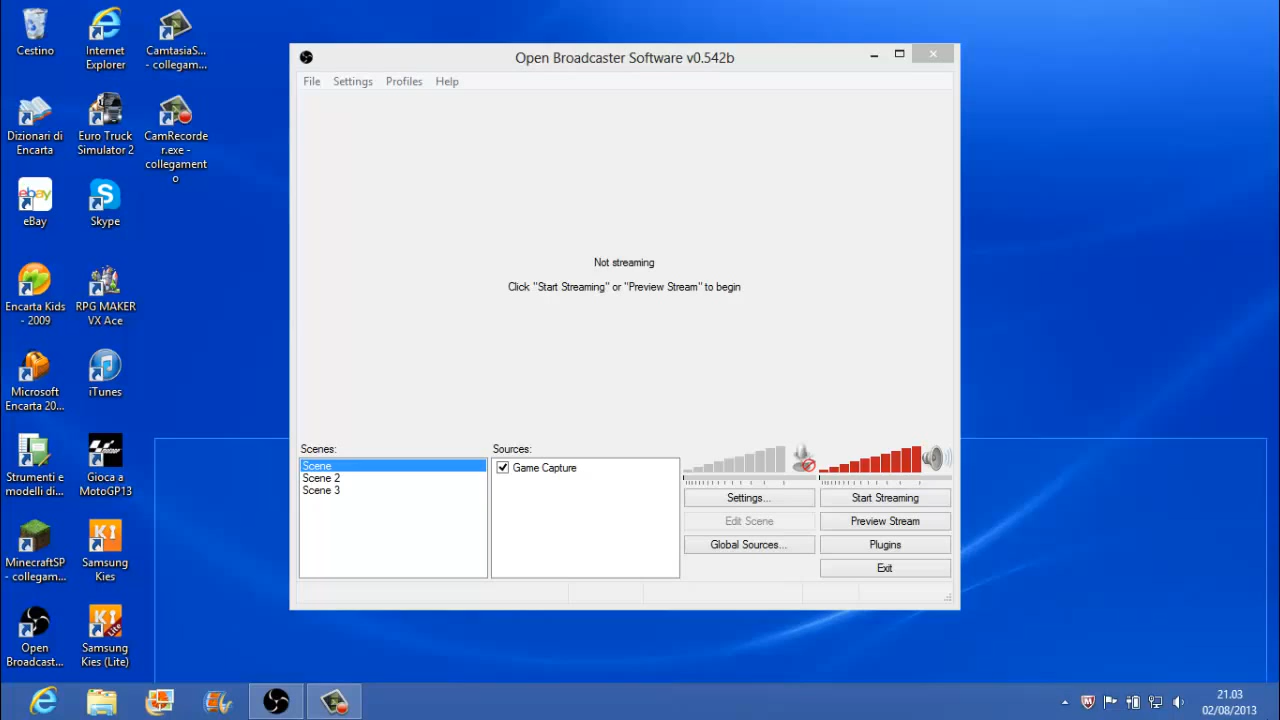 Cestino
Internet
Explorer
CamtasiaS...
- collegam...
Dizionari di
Encarta
Euro Truck
Simulator 2
CamRecorde
r.exe -
collegament
o
eBay
Skype
Encarta Kids
- 2009
RPG MAKER
VX Ace
Microsoft
Encarta 20...
iTunes
Strumenti e
modelli di...
Gioca a
MotoGP13
MinecraftSP
- collegam...
Samsung
Kies
Open
Broadcast...
Samsung
Kies (Lite)
Open Broadcaster Software v0.542b
File Settings Profiles Help
Not streaming
Click "Start Streaming" or "Preview Stream" to begin
Scenes:
Scene
Scene 2
Scene 3
Sources:
Game Capture
Settings...
Start Streaming
Edit Scene
Preview Stream
Global Sources...
Plugins
Exit
21.03
02/08/2013